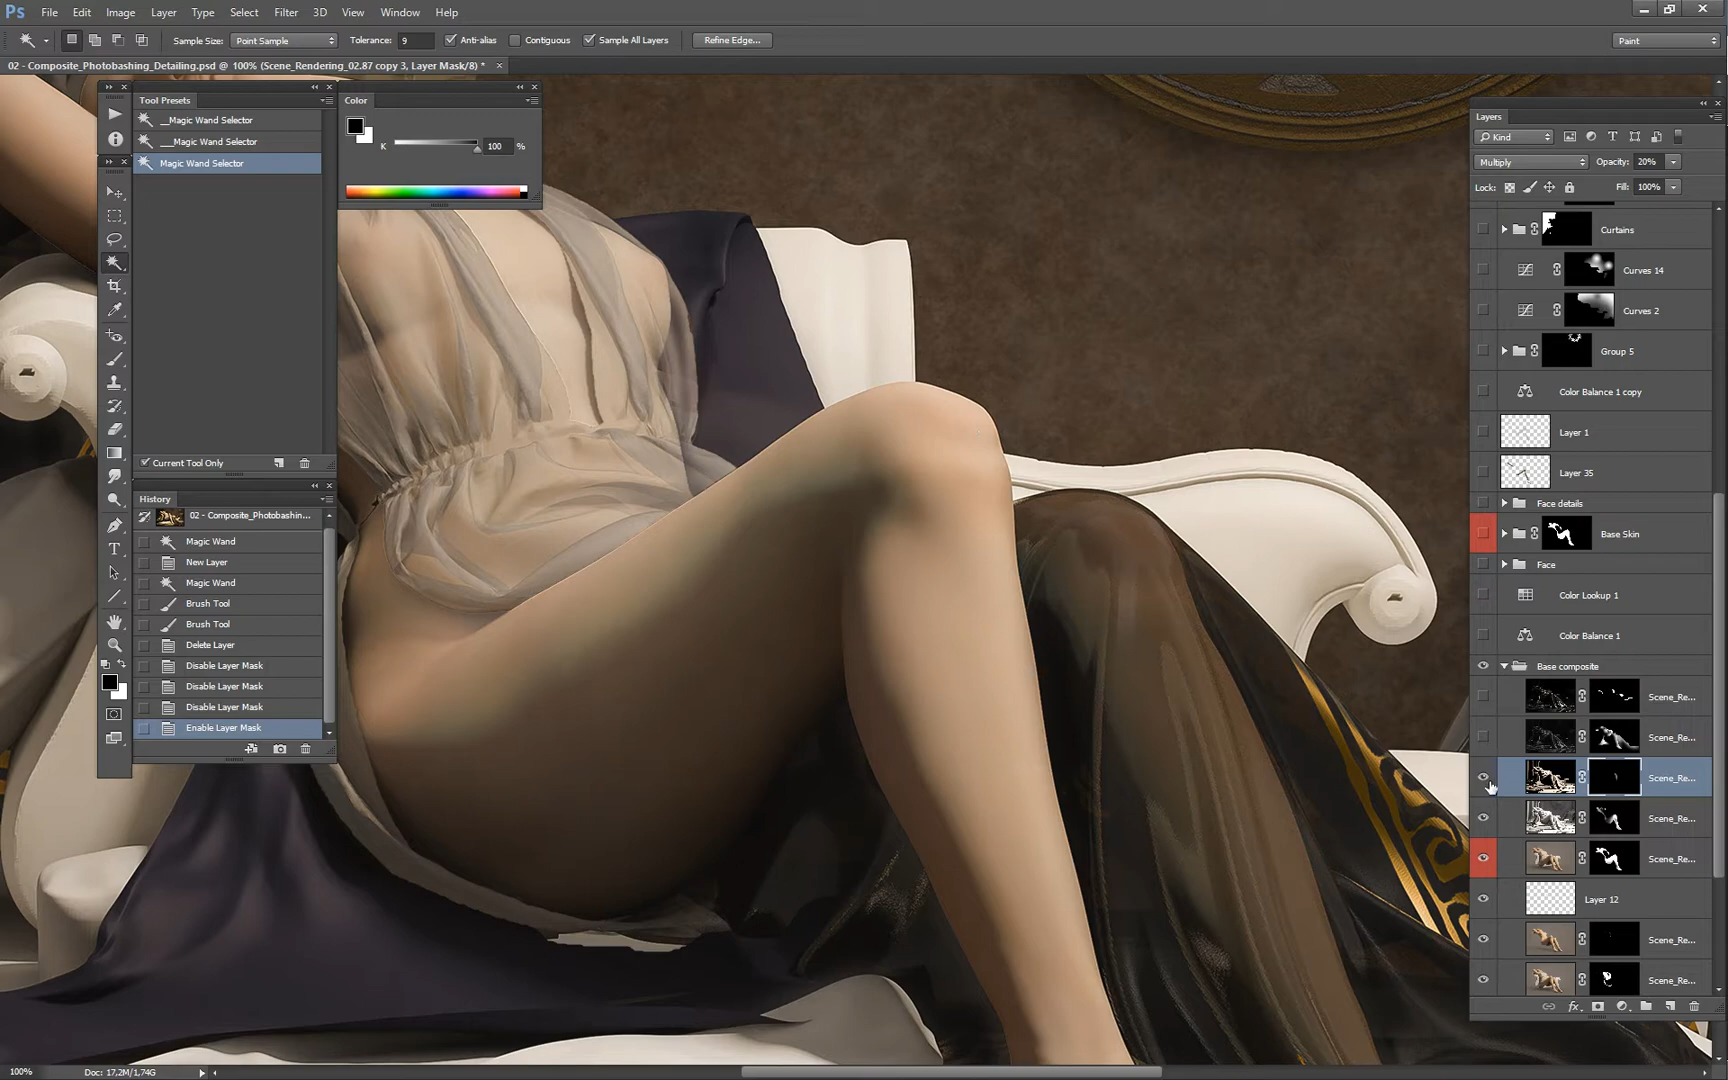 Ps File Edit Image Layer Type Select Filter 3D View Window Help
Sample Size: Point Sample Tolerance: 9 Anti-alias Contiguous Sample All Layers Refine Edge... Paint
02 - Composite_Photobashing_Detailing.psd @ 100% (Scene_Rendering_02.87 copy 3, Layer Mask/8) * ×
Tool Presets
__Magic Wand Selector
___Magic Wand Selector
Magic Wand Selector
Current Tool Only
Color
K 100 %
History
02 - Composite_Photobashin...
Magic Wand
New Layer
Magic Wand
Brush Tool
Brush Tool
Delete Layer
Disable Layer Mask
Disable Layer Mask
Disable Layer Mask
Enable Layer Mask
Layers
Kind
Multiply Opacity: 20%
Lock: Fill: 100%
Curtains
Curves 14
Curves 2
Group 5
Color Balance 1 copy
Layer 1
Layer 35
Face details
Base Skin
Face
Color Lookup 1
Color Balance 1
Base composite
Scene_Re...
Scene_Re...
Scene_Re...
Scene_Re...
Scene_Re...
Layer 12
Scene_Re...
Scene_Re...
100% Doc: 17,2M/1,74G